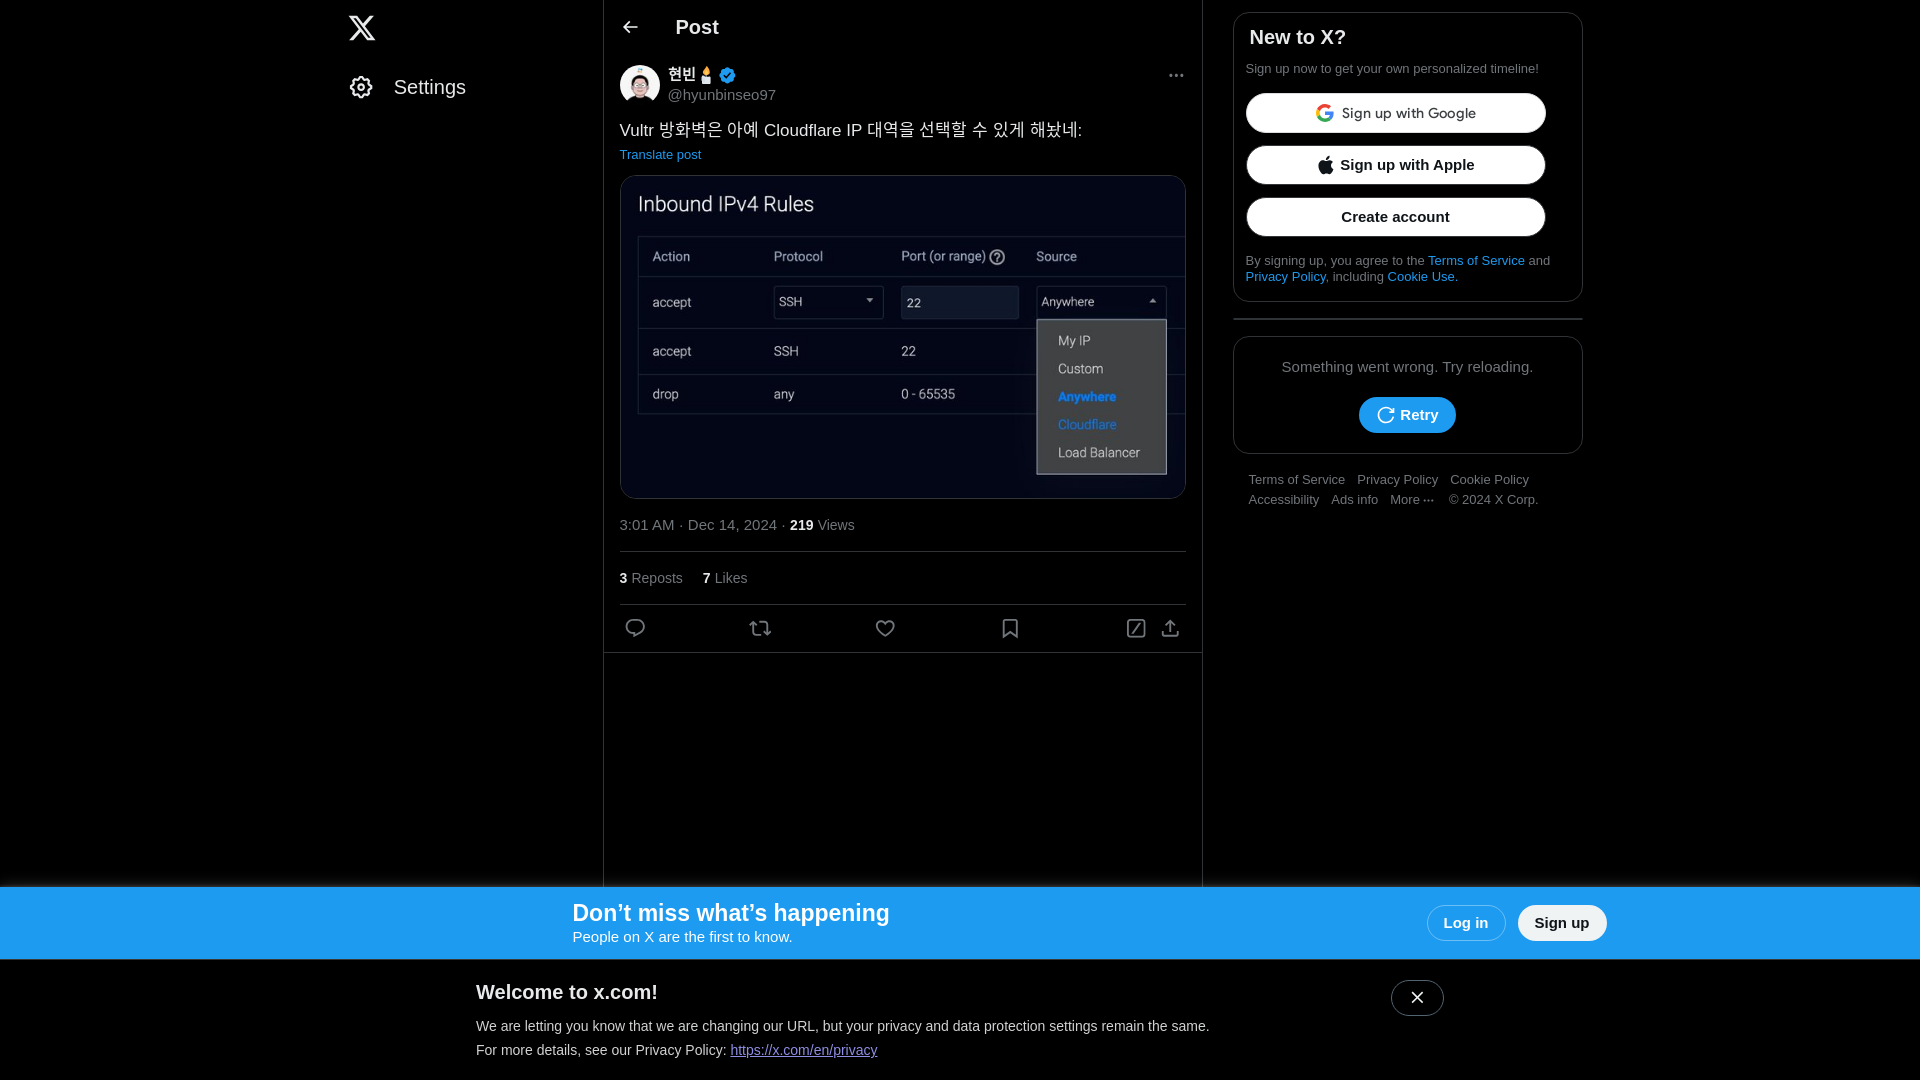 Settings
Post
현빈
@hyunbinseo97
Vultr 방화벽은 아예 Cloudflare IP 대역을 선택할 수 있게 해놨네:
Translate post
Inbound IPv4 Rules
Action Protocol Port (or range) Source
accept SSH 22 Anywhere
accept SSH 22
drop any 0 - 65535
My IP
Custom
Anywhere
Cloudflare
Load Balancer
3:01 AM · Dec 14, 2024 · 219 Views
3 Reposts 7 Likes
New to X?
Sign up now to get your own personalized timeline!
Sign up with Google
Sign up with Apple
Create account
By signing up, you agree to the Terms of Service and
Privacy Policy, including Cookie Use.
Something went wrong. Try reloading.
Retry
Terms of Service Privacy Policy Cookie Policy
Accessibility Ads info More © 2024 X Corp.
Don’t miss what’s happening
People on X are the first to know.
Log in
Sign up
Welcome to x.com!
We are letting you know that we are changing our URL, but your privacy and data protection settings remain the same.
For more details, see our Privacy Policy: https://x.com/en/privacy